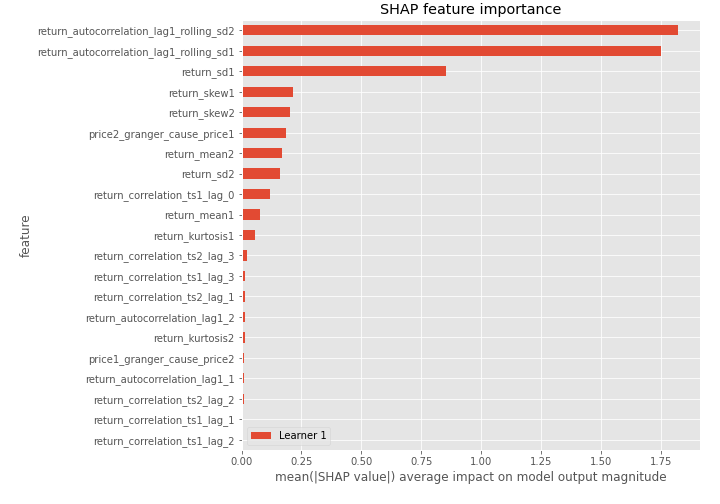 SHAP feature importance
return_autocorrelation_lag1_rolling_sd2
return_autocorrelation_lag1_rolling_sd1
return_sd1
return_skew1
return_skew2
price2_granger_cause_price1
return_mean2
return_sd2
return_correlation_ts1_lag_0
return_mean1
return_kurtosis1
return_correlation_ts2_lag_3
return_correlation_ts1_lag_3
return_correlation_ts2_lag_1
return_autocorrelation_lag1_2
return_kurtosis2
price1_granger_cause_price2
return_autocorrelation_lag1_1
return_correlation_ts2_lag_2
return_correlation_ts1_lag_1
return_correlation_ts1_lag_2
feature
Learner 1
0.00 0.25 0.50 0.75 1.00 1.25 1.50 1.75
mean(|SHAP value|) average impact on model output magnitude